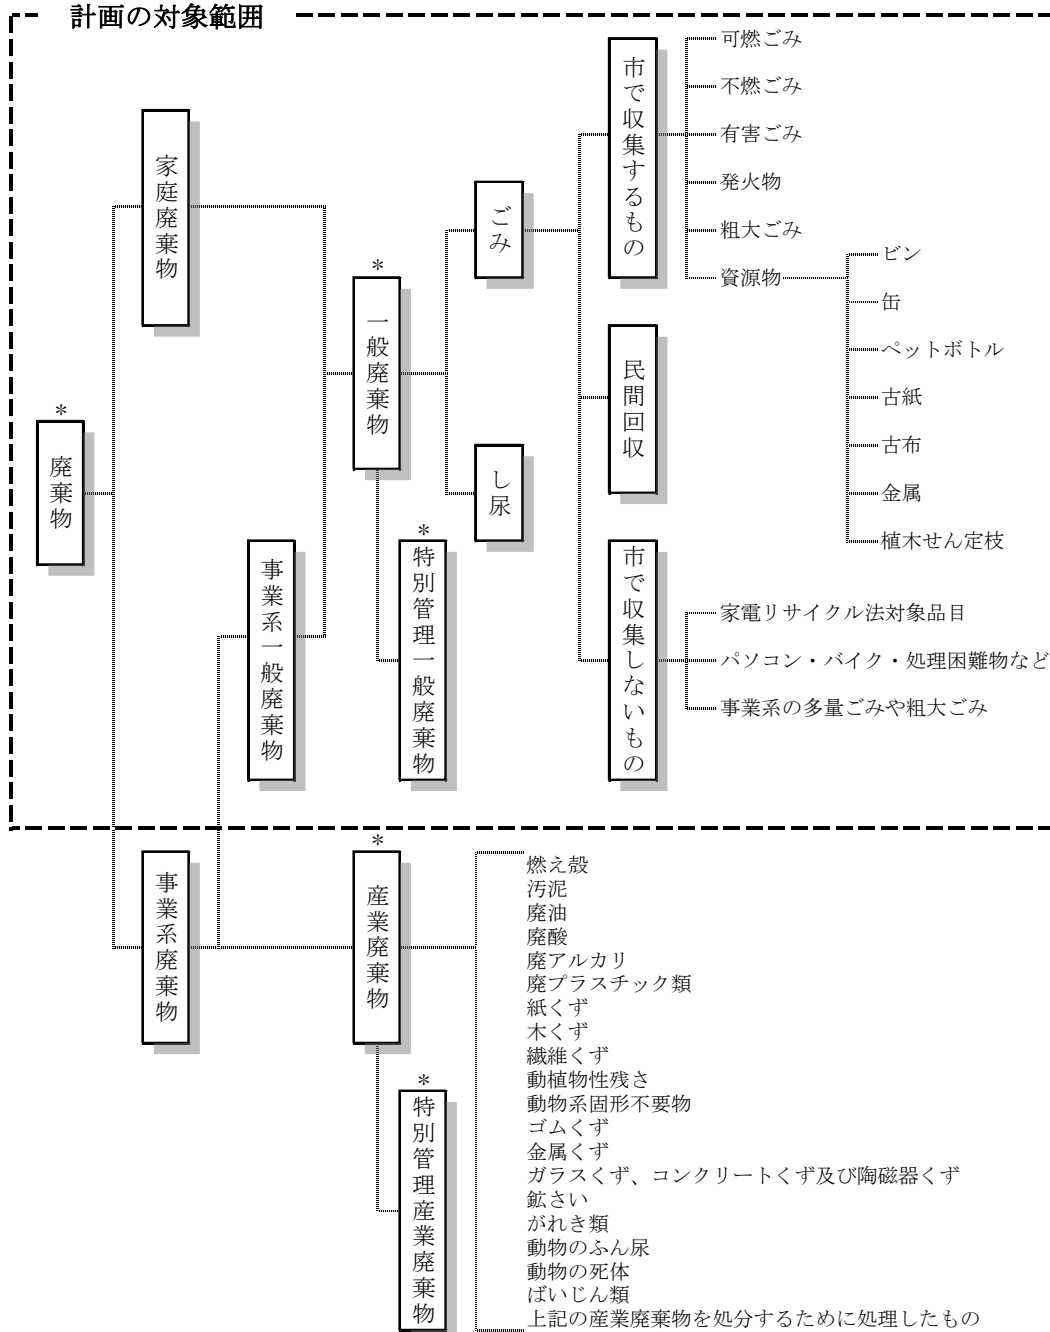 計画の対象範囲
*
廃棄物
家庭廃棄物
事業系一般廃棄物
*
一般廃棄物
*
特別管理一般廃棄物
ごみ
し尿
市で収集するもの
可燃ごみ
不燃ごみ
有害ごみ
発火物
粗大ごみ
資源物
ビン
缶
ペットボトル
古紙
古布
金属
植木せん定枝
民間回収
市で収集しないもの
家電リサイクル法対象品目
パソコン・バイク・処理困難物など
事業系の多量ごみや粗大ごみ
事業系廃棄物
*
産業廃棄物
*
特別管理産業廃棄物
燃え殻
汚泥
廃油
廃酸
廃アルカリ
廃プラスチック類
紙くず
木くず
繊維くず
動植物性残さ
動物系固形不要物
ゴムくず
金属くず
ガラスくず、コンクリートくず及び陶磁器くず
鉱さい
がれき類
動物のふん尿
動物の死体
ばいじん類
上記の産業廃棄物を処分するために処理したもの